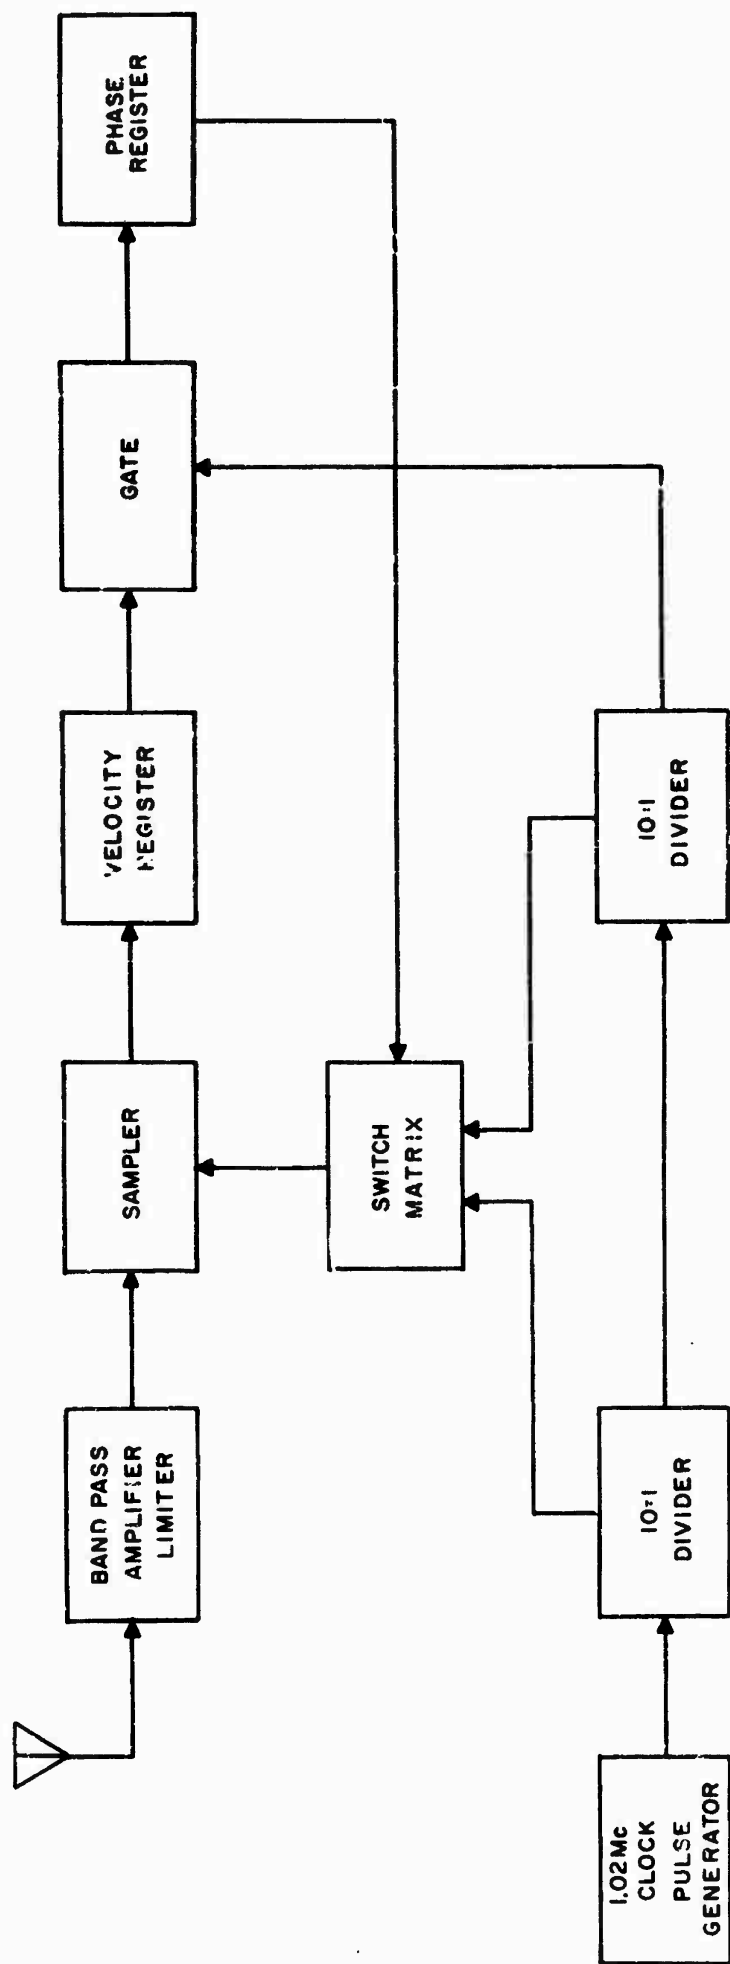 BAND PASS
AMPLIFIER
LIMITER
SAMPLER
VELOCITY
REGISTER
GATE
PHASE
REGISTER
SWITCH
MATRIX
1.02Mc
CLOCK
PULSE
GENERATOR
10:1
DIVIDER
10:1
DIVIDER